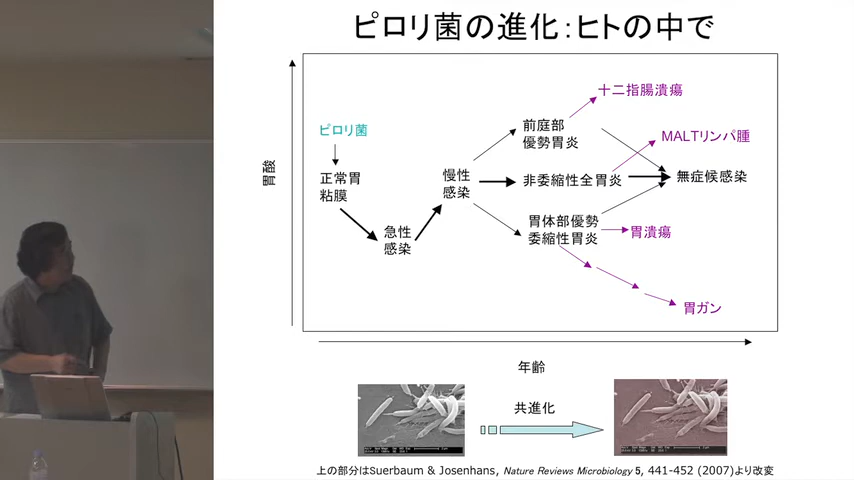 ピロリ菌の進化：ヒトの中で
胃酸
ピロリ菌
正常胃
粘膜
急性
感染
慢性
感染
前庭部
優勢胃炎
非委縮性全胃炎
胃体部優勢
委縮性胃炎
十二指腸潰瘍
MALTリンパ腫
無症候感染
胃潰瘍
胃ガン
年齢
共進化
上の部分はSuerbaum & Josenhans, Nature Reviews Microbiology 5, 441-452 (2007)より改変